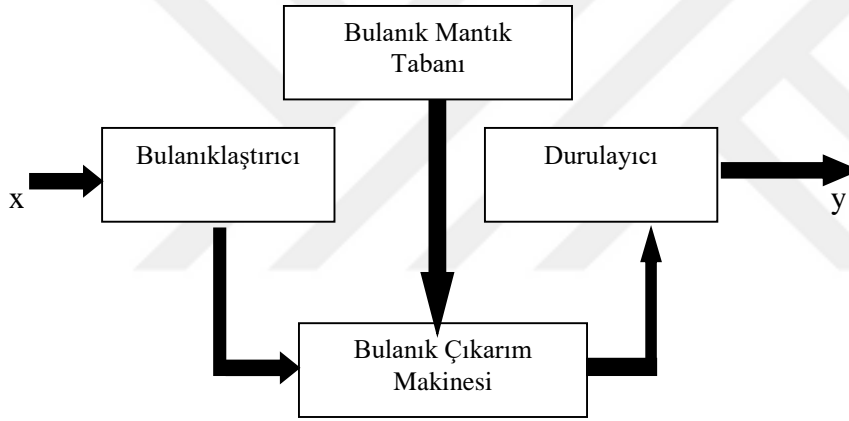 Bulanık Mantık
Tabanı
Bulanıklaştırıcı
Durulayıcı
x
y
Bulanık Çıkarım
Makinesi